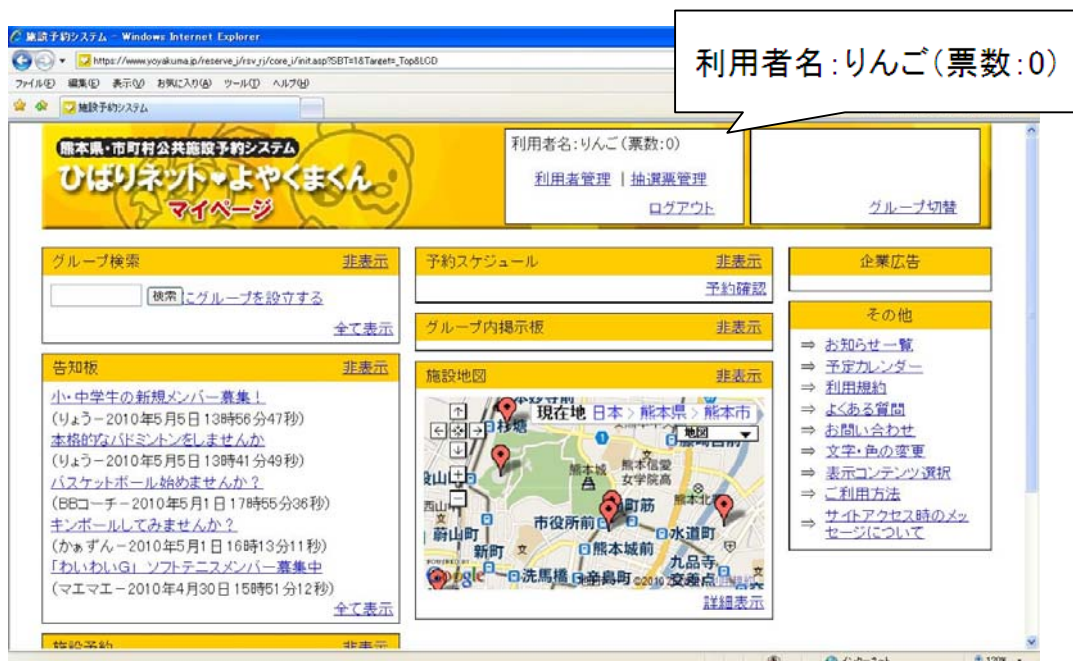 施設予約システム - Windows Internet Explorer
利用者名:りんご(票数:0)
https://www.yoyakuma.jp/reserve_j/rsv_rj/core_i/init.asp?SBT=1&Target=_Top&LCD
ファイル(F) 編集(E) 表示(V) お気に入り(A) ツール(T) ヘルプ(H)
施設予約システム
熊本県・市町村公共施設予約システム
ひばりネット♥よやくまくん
マイページ
利用者名:りんご(票数:0)
利用者管理 | 抽選票管理
ログアウト
グループ切替
グループ検索 非表示
検索 にグループを設立する
全て表示
告知板 非表示
小・中学生の新規メンバー募集!
(りょう-2010年5月5日13時56分47秒)
本格的なバドミントンをしませんか
(りょう-2010年5月5日13時41分49秒)
バスケットボール始めませんか?
(BBコーチ-2010年5月1日17時55分36秒)
キンボールしてみませんか?
(かぁずん-2010年5月1日16時13分11秒)
「わいわいG」ソフトテニスメンバー募集中
(マエマエ-2010年4月30日15時51分12秒)
全て表示
施設予約 非表示
予約スケジュール 非表示
予約確認
グループ内掲示板 非表示
施設地図 非表示
現在地 日本 > 熊本県 > 熊本市
地図
杉塘
熊本城
熊本信愛
女学院高
段山町
西山中
市役所前
町筋
熊本北
蔚山町
水道町
新町
熊本城前
九品寺
交差点
洗馬橋
辛島町
Google
©2010
詳細表示
企業広告
その他
⇒ お知らせ一覧
⇒ 予定カレンダー
⇒ 利用規約
⇒ よくある質問
⇒ お問い合わせ
⇒ 文字・色の変更
⇒ 表示コンテンツ選択
⇒ ご利用方法
⇒ サイトアクセス時のメッ
セージについて